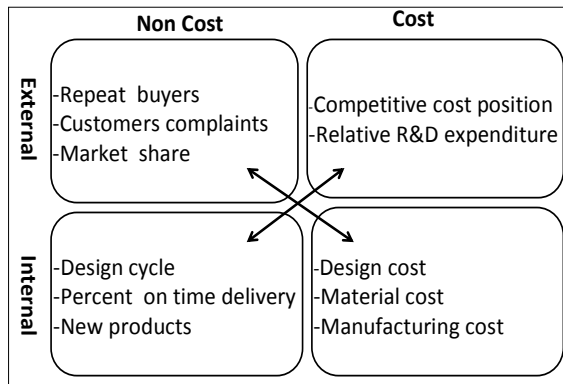 Non Cost
Cost
External
-Repeat buyers
-Customers complaints
-Market share
-Competitive cost position
-Relative R&D expenditure
Internal
-Design cycle
-Percent on time delivery
-New products
-Design cost
-Material cost
-Manufacturing cost